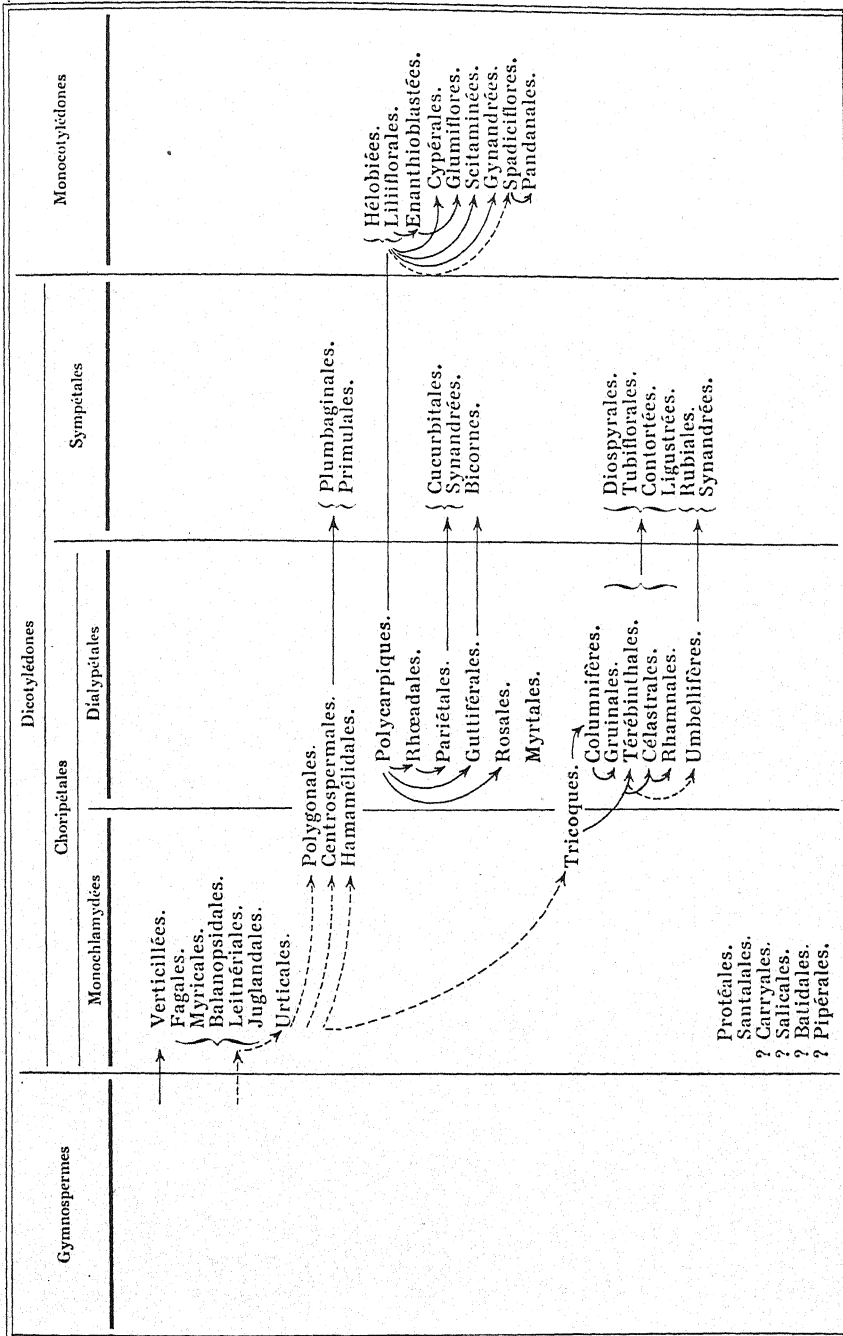 Gymnospermes
Dicotylédones
Choripétales
Monochlamydées
Dialypétales
Sympétales
Monocotylédones
Verticillées.
Fagales.
Myricales.
Balanopsidales.
Leitnériales.
Juglandales.
Urticales.
Polygonales.
Centrospermales.
Hamamélidales.
Tricoques.
Protéales.
Santalales.
? Carryales.
? Salicales.
? Batidales.
? Pipérales.
Polycarpiques.
Rhœadales.
Pariétales.
Guttiférales.
Rosales.
Myrtales.
Columnifères.
Gruinales.
Térébinthales.
Célastrales.
Rhamnales.
Umbellifères.
Plumbaginales.
Primulales.
Cucurbitales.
Synandrées.
Bicornes.
Diospyrales.
Tubiflorales.
Contortées.
Ligustrées.
Rubiales.
Synandrées.
Hélobiées.
Liliiflorales.
Enanthioblastées.
Cypérales.
Glumiflores.
Scitaminées.
Gynandrées.
Spadiciflores.
Pandanales.